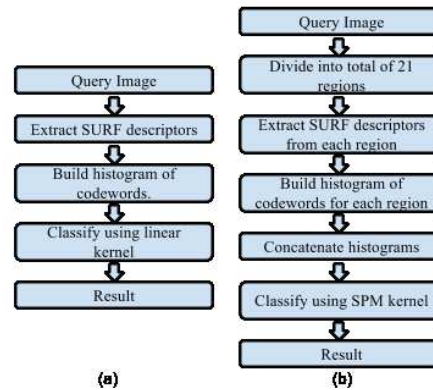 Query Image
Extract SURF descriptors
Build histogram of
codewords.
Classify using linear
kernel
Result
(a)
Query Image
Divide into total of 21
regions
Extract SURF descriptors
from each region
Build histogram of
codewords for each region
Concatenate histograms
Classify using SPM kernel
Result
(b)